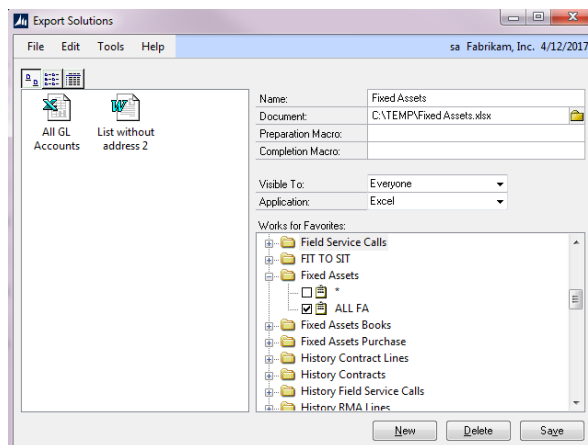 Export Solutions
File Edit Tools Help
sa Fabrikam, Inc. 4/12/2017
All GL
Accounts
List without
address 2
Name: Fixed Assets
Document: C:\TEMP\Fixed Assets.xlsx
Preparation Macro:
Completion Macro:
Visible To: Everyone
Application: Excel
Works for Favorites:
Field Service Calls
FIT TO SIT
Fixed Assets
*
ALL FA
Fixed Assets Books
Fixed Assets Purchase
History Contract Lines
History Contracts
History Field Service Calls
History RMA Lines
New Delete Save